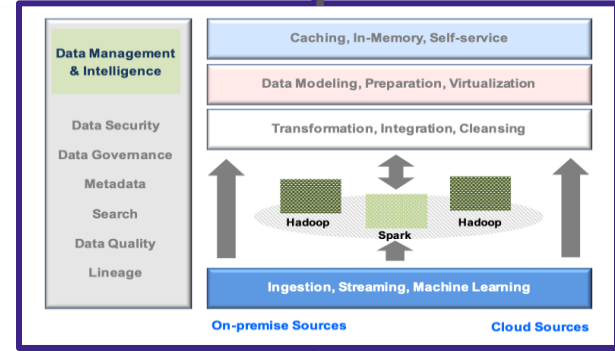 Data Management
& Intelligence
Data Security
Data Governance
Metadata
Search
Data Quality
Lineage
Caching, In-Memory, Self-service
Data Modeling, Preparation, Virtualization
Transformation, Integration, Cleansing
Hadoop
Spark
Hadoop
Ingestion, Streaming, Machine Learning
On-premise Sources
Cloud Sources